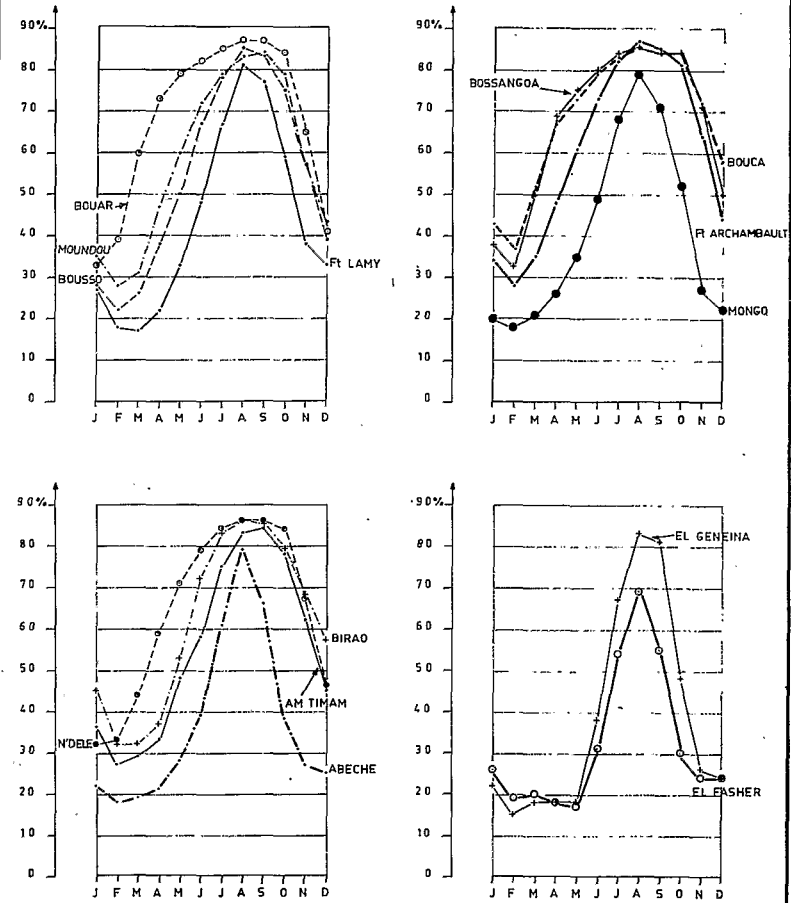 90%
80
70
60
50
40
30
20
10
0
BOUAR
MOUNDOU
BOUSSO
Ft LAMY
J F M A M J J A S O N D
90%
80
70
60
50
40
30
20
10
0
BOSSANGOA
BOUCA
Ft ARCHAMBAULT
MONGO
J F M A M J J A S O N D
90%
80
70
60
50
40
30
20
10
0
BIRAO
AM TIMAM
N'DELE
ABECHE
J F M A M J J A S O N D
90%
80
70
60
50
40
30
20
10
0
EL GENEINA
EL FASHER
J F M A M J J A S O N D